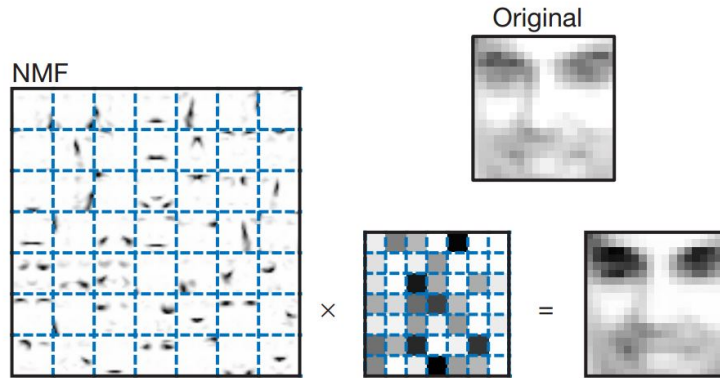 Original
NMF
× =